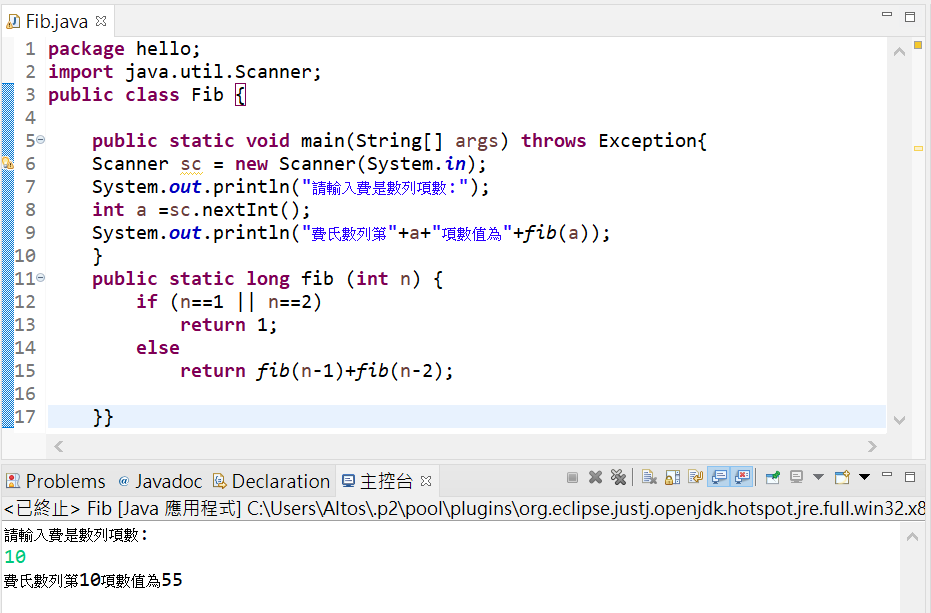 Fib.java
1 package hello;
2 import java.util.Scanner;
3 public class Fib {
4
5 public static void main(String[] args) throws Exception{
6 Scanner sc = new Scanner(System.in);
7 System.out.println("請輸入費是數列項數:");
8 int a =sc.nextInt();
9 System.out.println("費氏數列第"+a+"項數值為"+fib(a));
10 }
11 public static long fib (int n) {
12 if (n==1 || n==2)
13 return 1;
14 else
15 return fib(n-1)+fib(n-2);
16
17 }}
Problems @ Javadoc Declaration 主控台
<已終止> Fib [Java 應用程式] C:\Users\Altos\.p2\pool\plugins\org.eclipse.justj.openjdk.hotspot.jre.full.win32.x8
請輸入費是數列項數:
10
費氏數列第10項數值為55